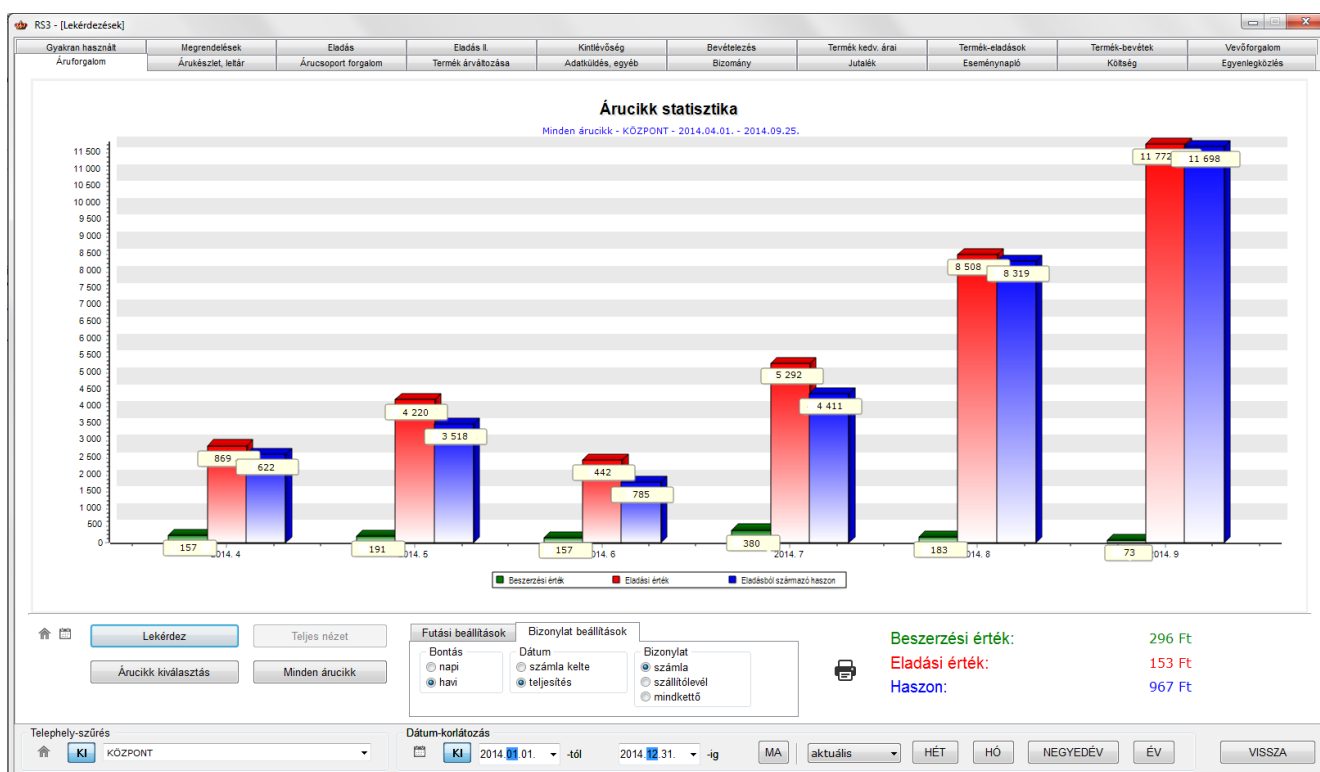 RS3 - [Lekérdezések]
Gyakran használt Megrendelések Eladás Eladás II. Kintlévőség Bevételezés Termék kedv. árai Termék-eladások Termék-bevétek Vevőforgalom
Áruforgalom Árukészlet, leltár Árucsoport forgalom Termék árváltozása Adatküldés, egyéb Bizomány Jutalék Eseménynapló Költség Egyenlegközlés
Árucikk statisztika
Minden árucikk - KÖZPONT - 2014.04.01. - 2014.09.25.
11 500
11 000
10 500
10 000
9 500
9 000
8 500
8 000
7 500
7 000
6 500
6 000
5 500
5 000
4 500
4 000
3 500
3 000
2 500
2 000
1 500
1 000
500
0
157 869 622
191 4 220 3 518
157 442 785
380 5 292 4 411
183 8 508 8 319
73 11 772 11 698
2014. 4 014. 5 2014. 6 2014. 7 014. 8 2014. 9
Beszerzési érték Eladási érték Eladásból származó haszon
Lekérdez Teljes nézet
Árucikk kiválasztás Minden árucikk
Futási beállítások Bizonylat beállítások
Bontás Dátum Bizonylat
napi számla kelte számla
havi teljesítés szállítólevél
mindkettő
Beszerzési érték: 296 Ft
Eladási érték: 153 Ft
Haszon: 967 Ft
Telephely-szűrés Dátum-korlátozás
KI KÖZPONT KI 2014.01.01. -tól 2014.12.31. -ig MA aktuális HÉT HÓ NEGYEDÉV ÉV VISSZA